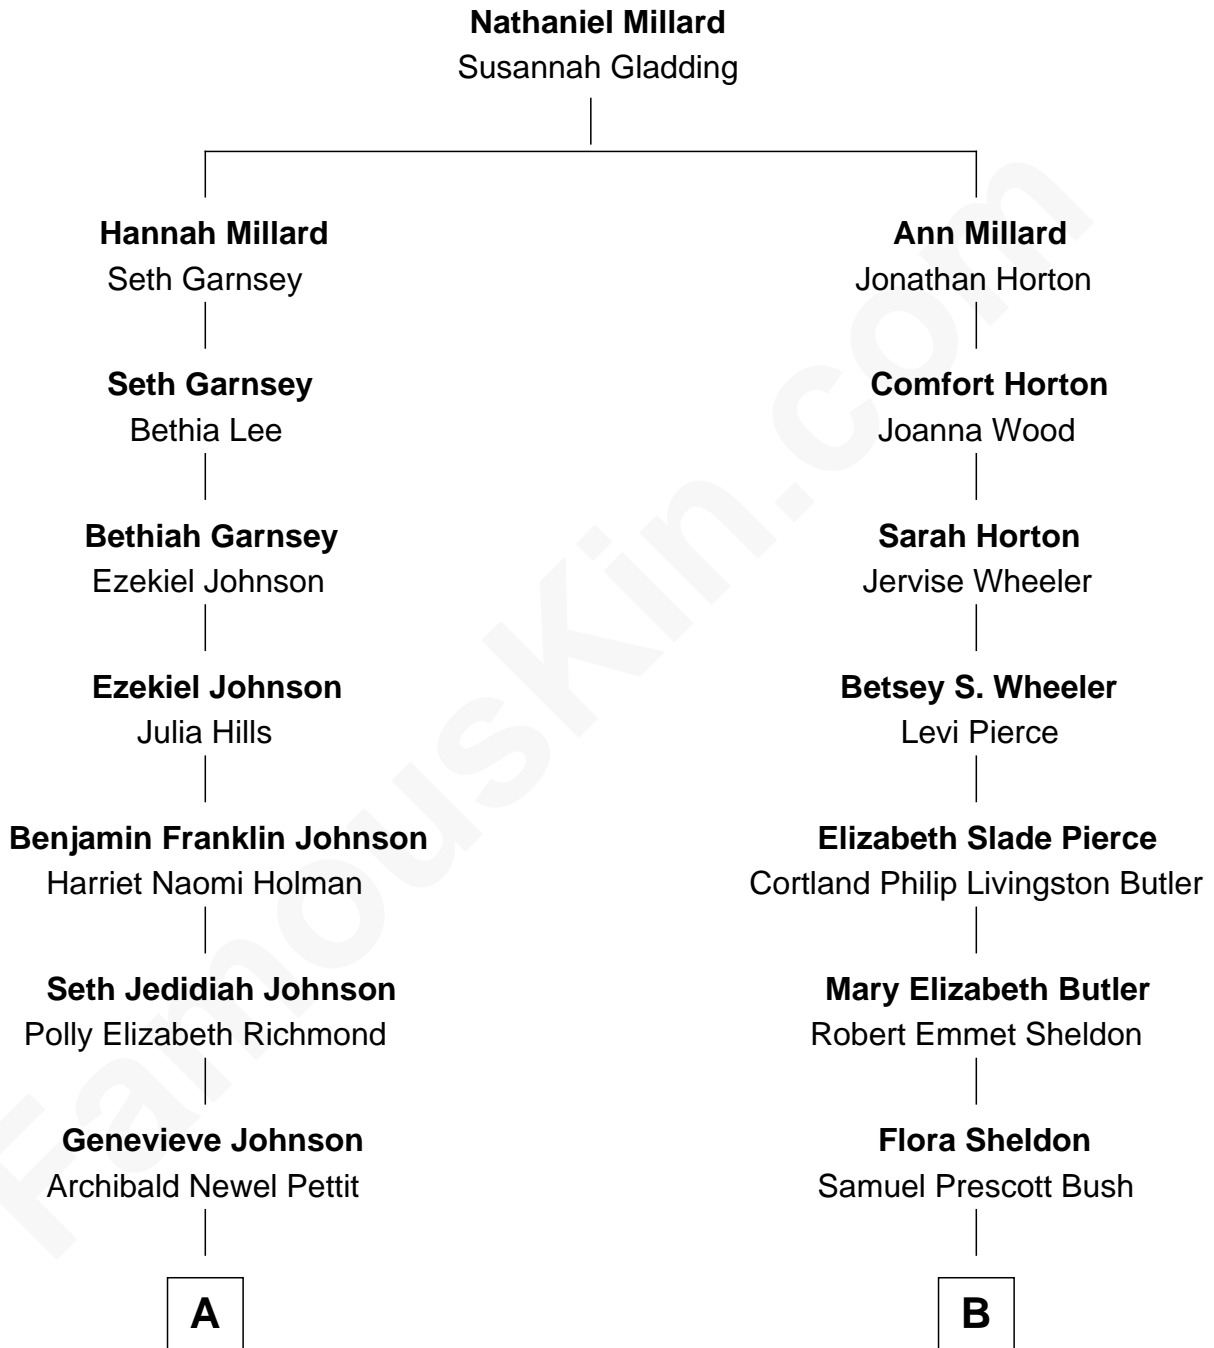 Nathaniel Millard
Susannah Gladding
Hannah Millard
Seth Garnsey
Ann Millard
Jonathan Horton
Seth Garnsey
Bethia Lee
Comfort Horton
Joanna Wood
Bethiah Garnsey
Ezekiel Johnson
Sarah Horton
Jervise Wheeler
Ezekiel Johnson
Julia Hills
Betsey S. Wheeler
Levi Pierce
Benjamin Franklin Johnson
Harriet Naomi Holman
Elizabeth Slade Pierce
Cortland Philip Livingston Butler
Seth Jedidiah Johnson
Polly Elizabeth Richmond
Mary Elizabeth Butler
Robert Emmet Sheldon
Genevieve Johnson
Archibald Newel Pettit
Flora Sheldon
Samuel Prescott Bush
A
B
FamousKin.com